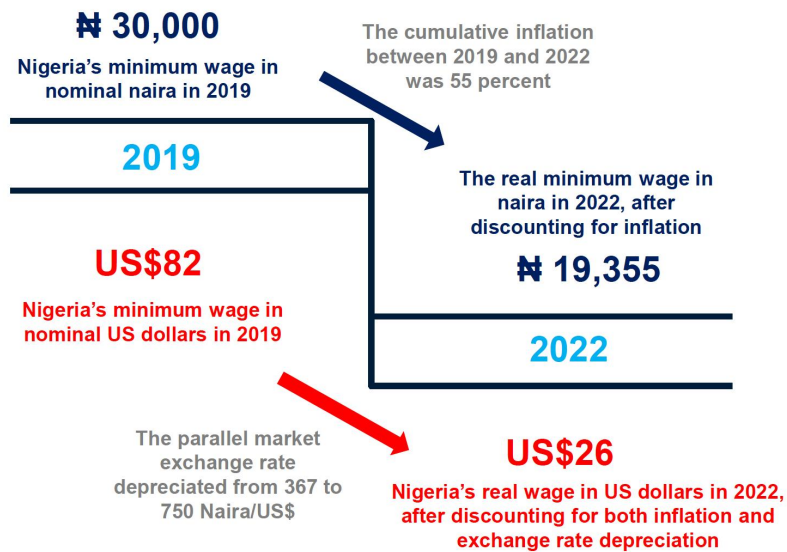 ₦ 30,000
Nigeria's minimum wage in
nominal naira in 2019
The cumulative inflation
between 2019 and 2022
was 55 percent
2019
The real minimum wage in
naira in 2022, after
discounting for inflation
₦ 19,355
US$82
Nigeria's minimum wage in
nominal US dollars in 2019
2022
The parallel market
exchange rate
depreciated from 367 to
750 Naira/US$
US$26
Nigeria's real wage in US dollars in 2022,
after discounting for both inflation and
exchange rate depreciation